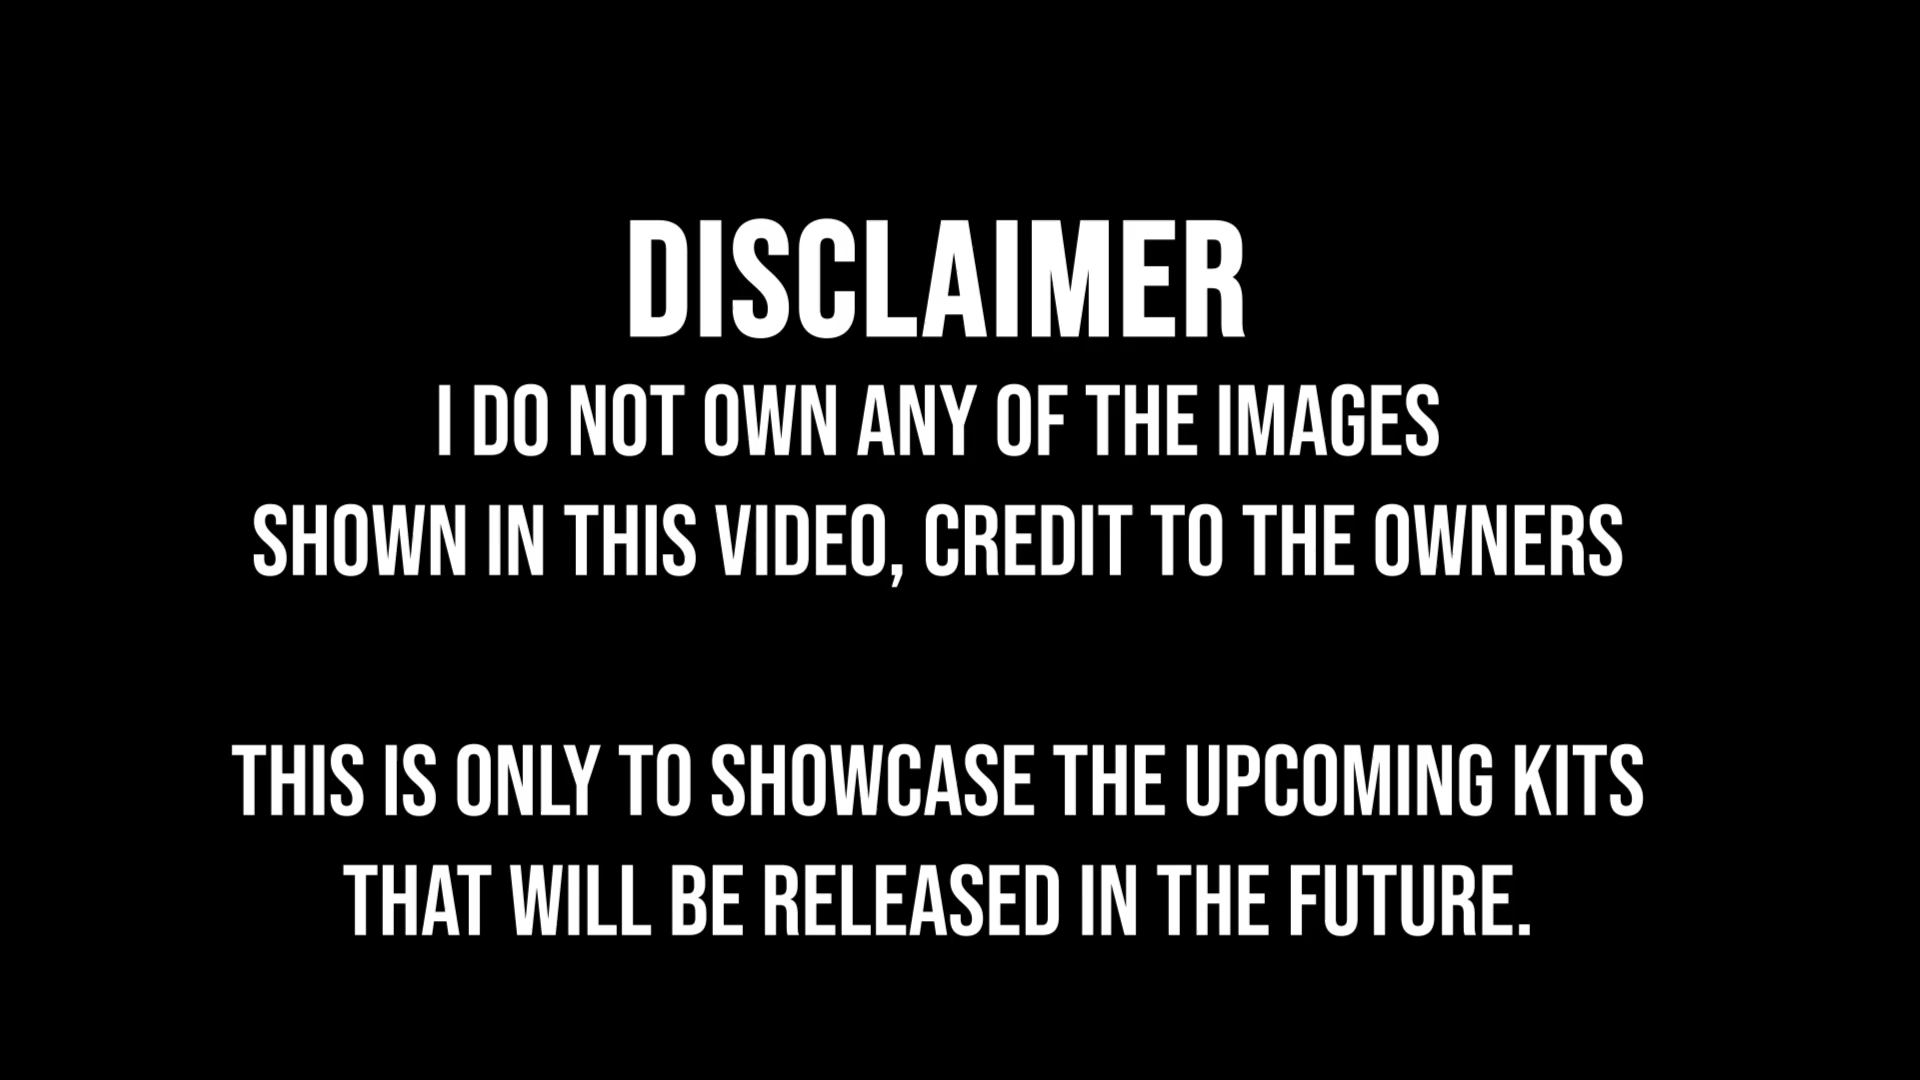 DISCLAIMER
I DO NOT OWN ANY OF THE IMAGES
SHOWN IN THIS VIDEO, CREDIT TO THE OWNERS
THIS IS ONLY TO SHOWCASE THE UPCOMING KITS
THAT WILL BE RELEASED IN THE FUTURE.